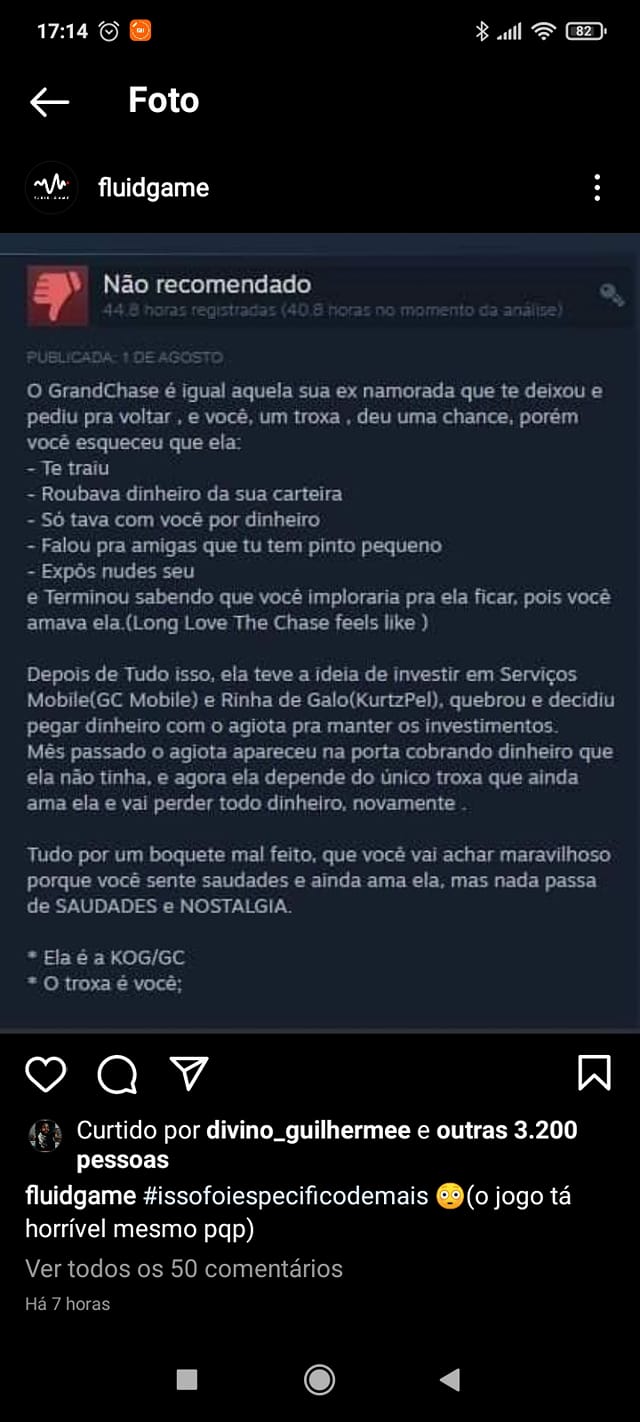 17:14
82
Foto
fluidgame
Não recomendado
44.8 horas registradas (40.8 horas no momento da análise)
PUBLICADA: 1 DE AGOSTO
O GrandChase é igual aquela sua ex namorada que te deixou e
pediu pra voltar , e você, um troxa , deu uma chance, porém
você esqueceu que ela:
- Te traiu
- Roubava dinheiro da sua carteira
- Só tava com você por dinheiro
- Falou pra amigas que tu tem pinto pequeno
- Expôs nudes seu
e Terminou sabendo que você imploraria pra ela ficar, pois você
amava ela.(Long Love The Chase feels like )
Depois de Tudo isso, ela teve a ideia de investir em Serviços
Mobile(GC Mobile) e Rinha de Galo(KurtzPel), quebrou e decidiu
pegar dinheiro com o agiota pra manter os investimentos.
Mês passado o agiota apareceu na porta cobrando dinheiro que
ela não tinha, e agora ela depende do único troxa que ainda
ama ela e vai perder todo dinheiro, novamente .
Tudo por um boquete mal feito, que você vai achar maravilhoso
porque você sente saudades e ainda ama ela, mas nada passa
de SAUDADES e NOSTALGIA.
* Ela é a KOG/GC
* O troxa é você;
Curtido por divino_guilhermee e outras 3.200
pessoas
fluidgame #issofoiespecificodemais 😳(o jogo tá
horrível mesmo pqp)
Ver todos os 50 comentários
Há 7 horas